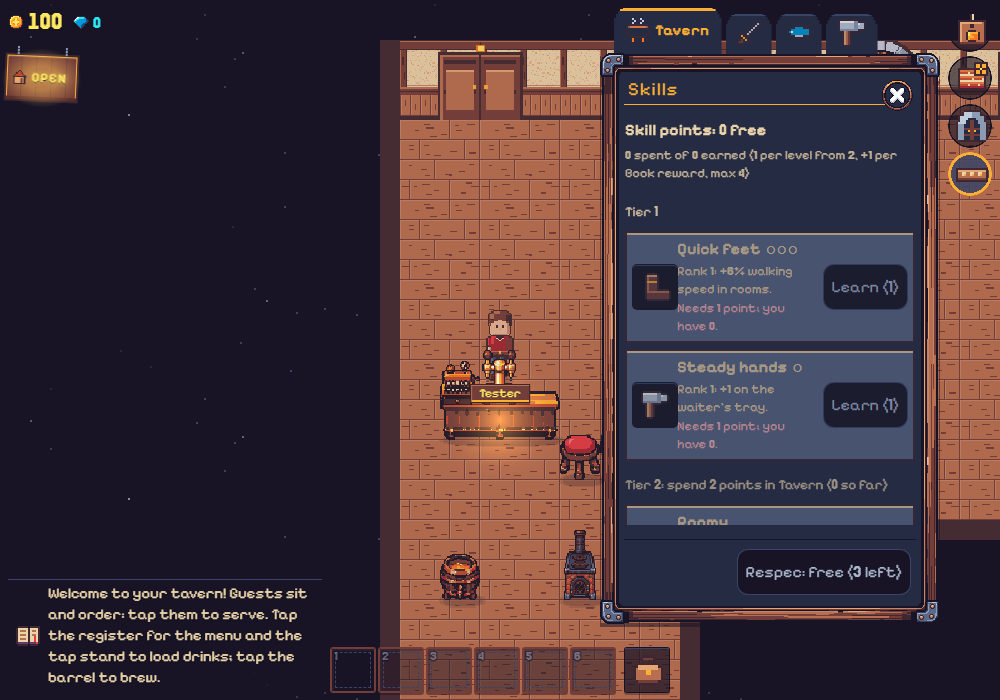 100 0
OPEN
Tavern
Skills
Skill points: 0 free
0 spent of 0 earned (1 per level from 2, +1 per
Book reward, max 4)
Tier 1
Quick feet
Rank 1: +6% walking
speed in rooms.
Needs 1 point; you
have 0.
Learn (1)
Steady hands
Rank 1: +1 on the
waiter's tray.
Needs 1 point; you
have 0.
Learn (1)
Tier 2: spend 2 points in Tavern (0 so far)
Roomy
Respec: Free (3 left)
Tester
Welcome to your tavern! Guests sit
and order: tap them to serve. Tap
the register for the menu and the
tap stand to load drinks; tap the
barrel to brew.
1 2 3 4 5 6